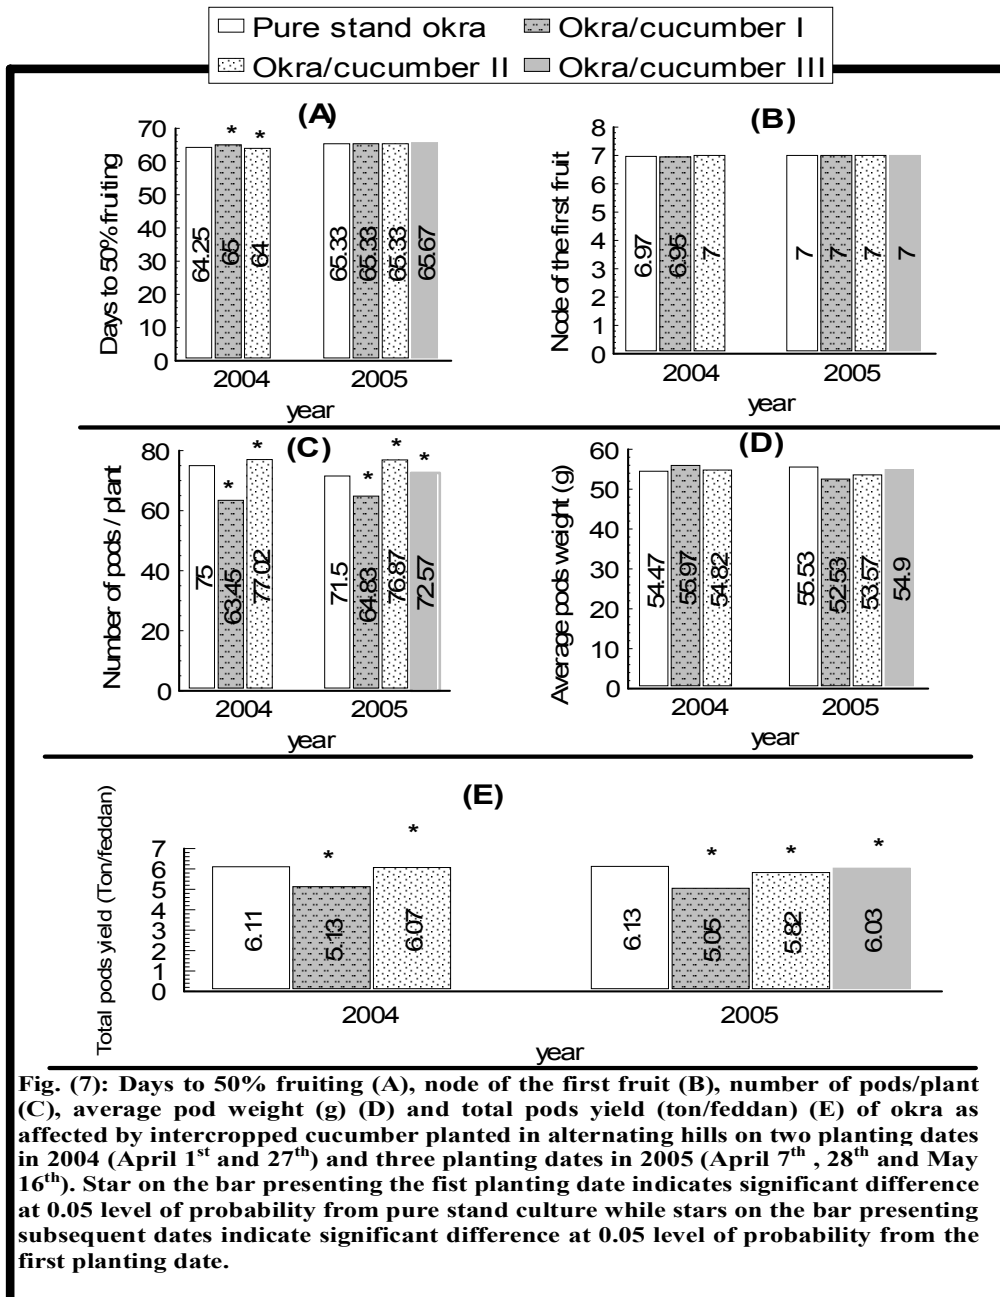 Pure stand okra Okra/cucumber I
Okra/cucumber II Okra/cucumber III
(A)
Days to 50% fruiting
70
60
50
40
30
20
10
0
* *
64.25 65 64 65.33 65.33 65.33 65.67
2004 2005
year
(B)
Node of the first fruit
8
7
6
5
4
3
2
1
0
6.97 6.95 7 7 7 7 7
2004 2005
year
(C)
Number of pods / plant
80
60
40
20
0
* * * * *
75 63.45 77.02 71.5 64.83 76.87 72.57
2004 2005
year
(D)
Average pods weight (g)
60
50
40
30
20
10
0
54.47 55.97 54.82 55.53 52.53 53.57 54.9
2004 2005
year
(E)
Total pods yield (Ton/feddan)
7
6
5
4
3
2
1
0
* * * * *
6.11 5.13 6.07 6.13 5.05 5.82 6.03
2004 2005
year
Fig. (7): Days to 50% fruiting (A), node of the first fruit (B), number of pods/plant
(C), average pod weight (g) (D) and total pods yield (ton/feddan) (E) of okra as
affected by intercropped cucumber planted in alternating hills on two planting dates
in 2004 (April 1st and 27th) and three planting dates in 2005 (April 7th , 28th and May
16th). Star on the bar presenting the fist planting date indicates significant difference
at 0.05 level of probability from pure stand culture while stars on the bar presenting
subsequent dates indicate significant difference at 0.05 level of probability from the
first planting date.